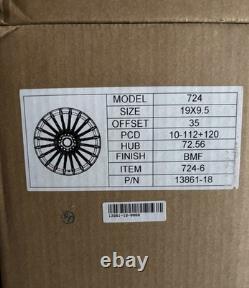 MODEL 724
SIZE 19X9.5
OFFSET 35
PCD 10-112+120
HUB 72.56
FINISH BMF
ITEM 724-6
P/N 13861-18